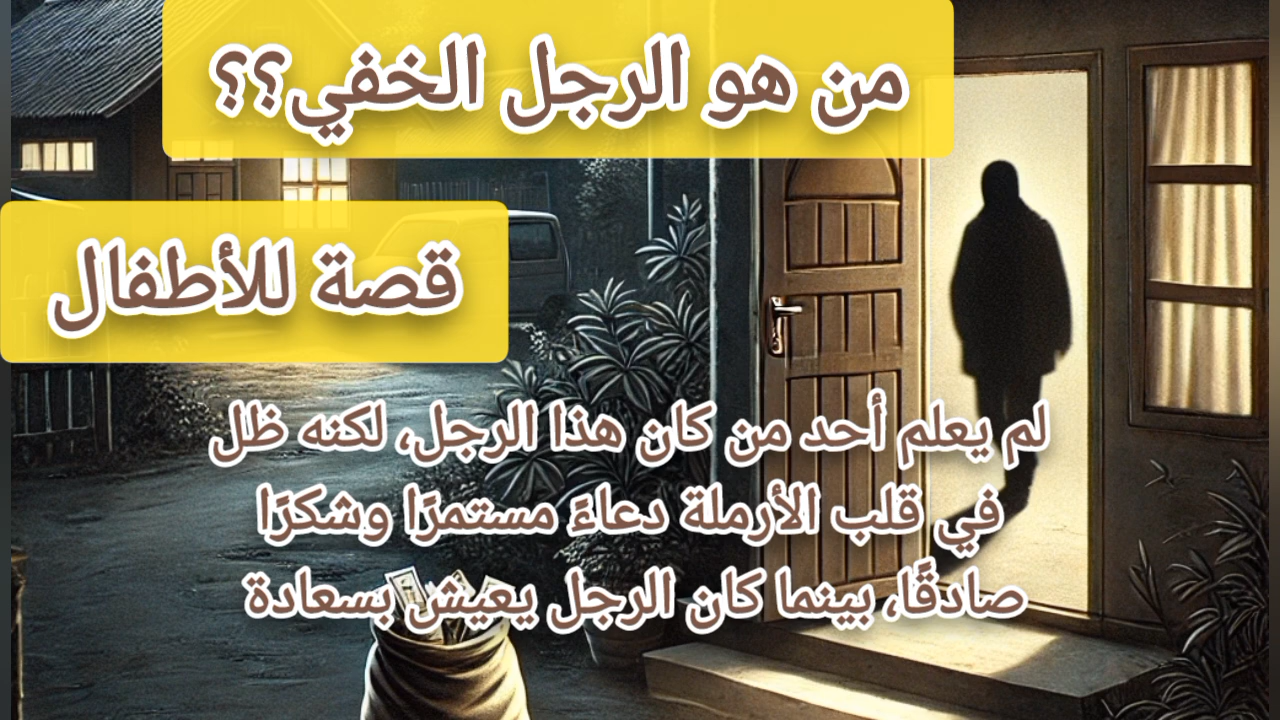 من هو الرجل الخفي؟؟
قصة للأطفال
لم يعلم أحد من كان هذا الرجل، لكنه ظل
في قلب الأرملة دعاءً مستمرًا وشكرًا
صادقًا، بينما كان الرجل يعيش بسعادة